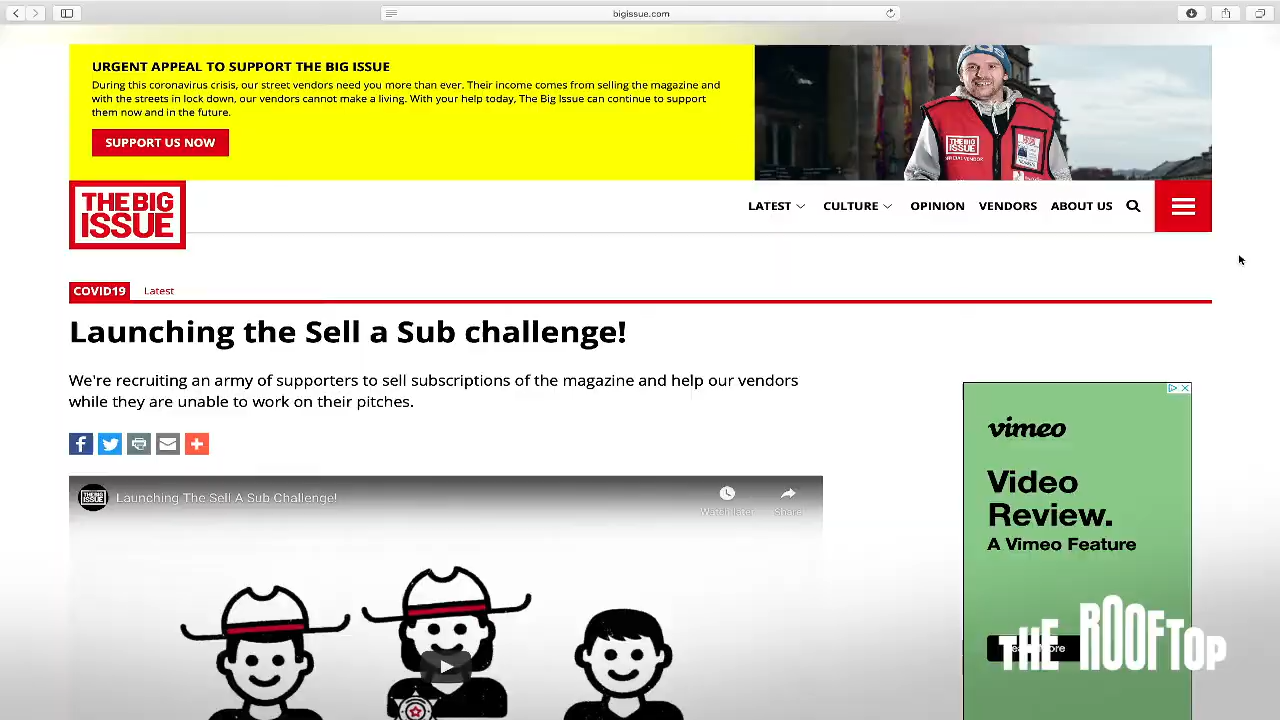 bigissue.com
URGENT APPEAL TO SUPPORT THE BIG ISSUE
During this coronavirus crisis, our street vendors need you more than ever. Their income comes from selling the magazine and
with the streets in lock down, our vendors cannot make a living. With your help today, The Big Issue can continue to support
them now and in the future.
SUPPORT US NOW
THE BIG
ISSUE
THE BIG
ISSUE
LATEST
CULTURE
OPINION
VENDORS
ABOUT US
COVID19
Latest
Launching the Sell a Sub challenge!
We're recruiting an army of supporters to sell subscriptions of the magazine and help our vendors
while they are unable to work on their pitches.
THE BIG
ISSUE
Launching The Sell A Sub Challenge!
Watch later
Share
vimeo
Video
Review.
A Vimeo Feature
THE ROOFTOP